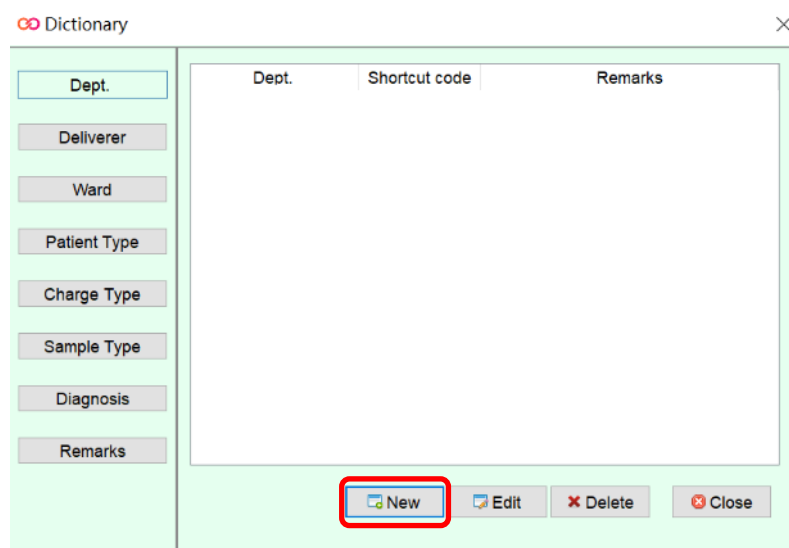 Dictionary
Dept.
Deliverer
Ward
Patient Type
Charge Type
Sample Type
Diagnosis
Remarks
Dept. Shortcut code Remarks
New Edit Delete Close